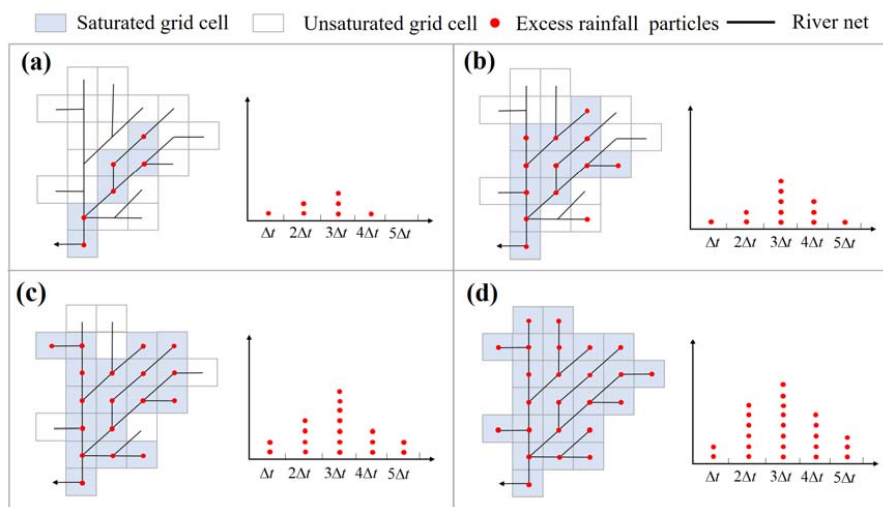 Saturated grid cell Unsaturated grid cell Excess rainfall particles River net
(a)
Δt 2Δt 3Δt 4Δt 5Δt
(b)
Δt 2Δt 3Δt 4Δt 5Δt
(c)
Δt 2Δt 3Δt 4Δt 5Δt
(d)
Δt 2Δt 3Δt 4Δt 5Δt